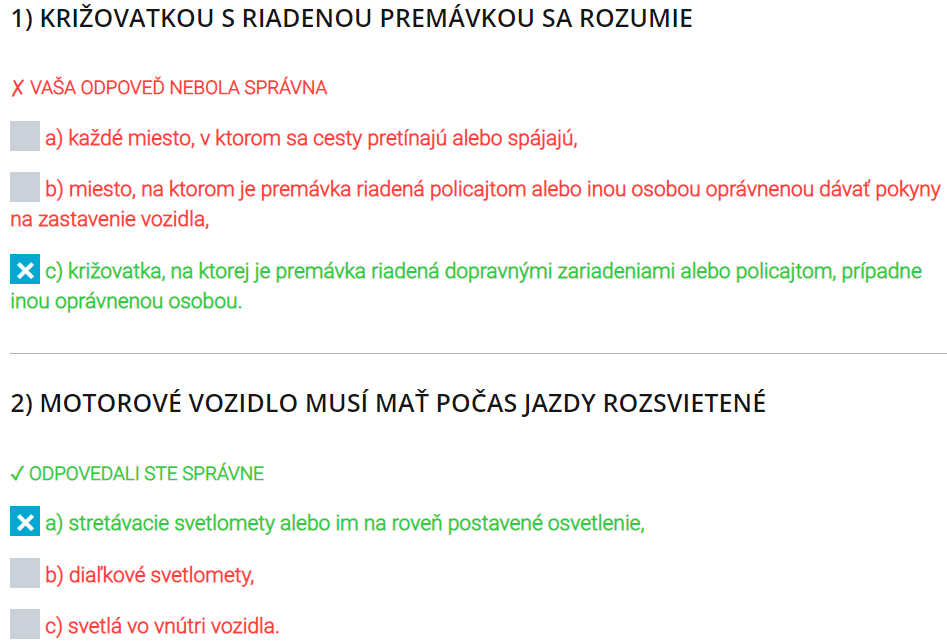 1) KRIŽOVATKOU S RIADENOU PREMÁVKOU SA ROZUMIE
✗ VAŠA ODPOVEĎ NEBOLA SPRÁVNA
a) každé miesto, v ktorom sa cesty pretínajú alebo spájajú,
b) miesto, na ktorom je premávka riadená policajtom alebo inou osobou oprávnenou dávať pokyny
na zastavenie vozidla,
c) križovatka, na ktorej je premávka riadená dopravnými zariadeniami alebo policajtom, prípadne
inou oprávnenou osobou.
2) MOTOROVÉ VOZIDLO MUSÍ MAŤ POČAS JAZDY ROZSVIETENÉ
✓ ODPOVEDALI STE SPRÁVNE
a) stretávacie svetlomety alebo im na roveň postavené osvetlenie,
b) diaľkové svetlomety,
c) svetlá vo vnútri vozidla.